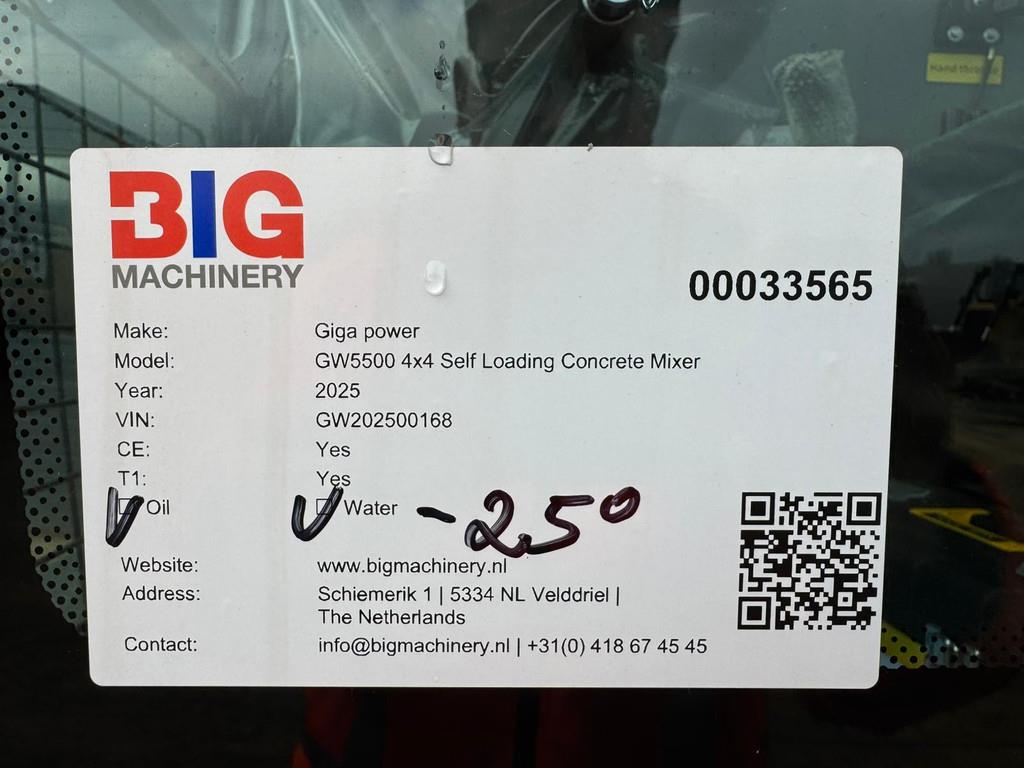 Hand throttle
BIG
MACHINERY
00033565
Make: Giga power
Model: GW5500 4x4 Self Loading Concrete Mixer
Year: 2025
VIN: GW202500168
CE: Yes
T1: Yes
V Oil V Water -25°
Website: www.bigmachinery.nl
Address: Schiemerik 1 | 5334 NL Velddriel |
The Netherlands
Contact: info@bigmachinery.nl | +31(0) 418 67 45 45